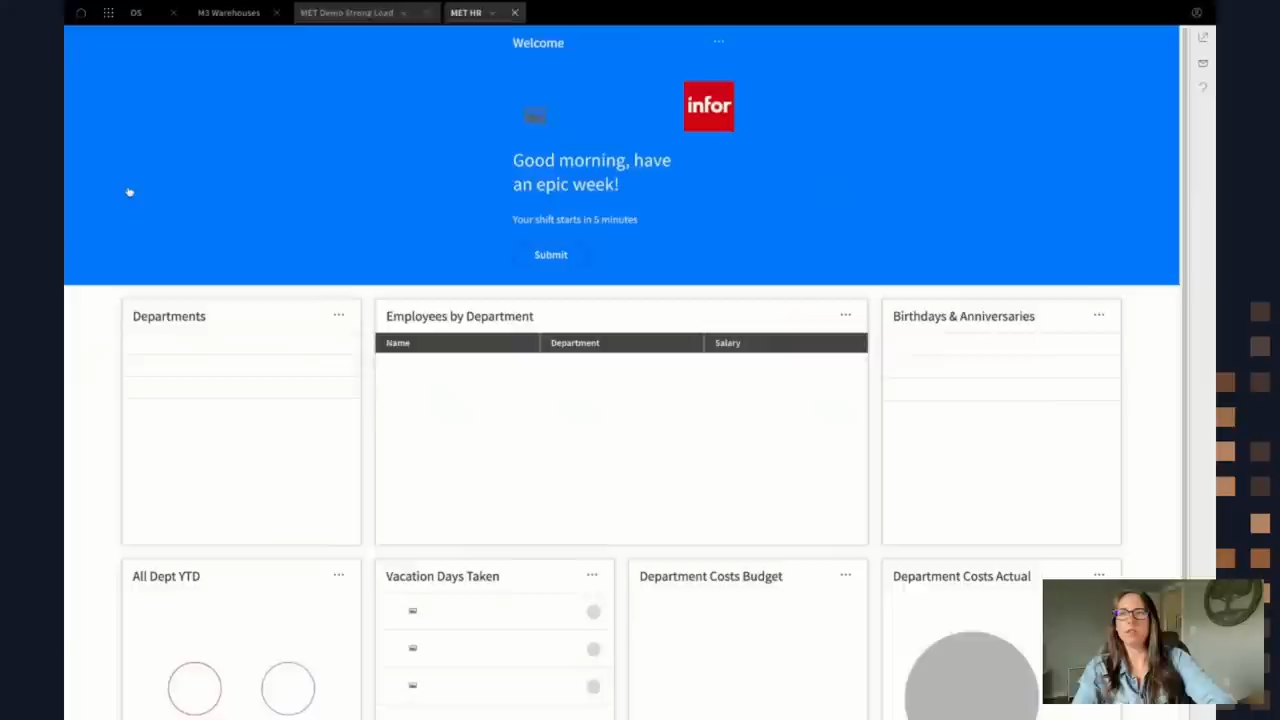 OS
M3 Warehouses
MET Demo Strong Load
MET HR
Welcome
infor
Good morning, have
an epic week!
Your shift starts in 5 minutes
Submit
Departments
Employees by Department
Birthdays & Anniversaries
Name
Department
Salary
All Dept YTD
Vacation Days Taken
Department Costs Budget
Department Costs Actual